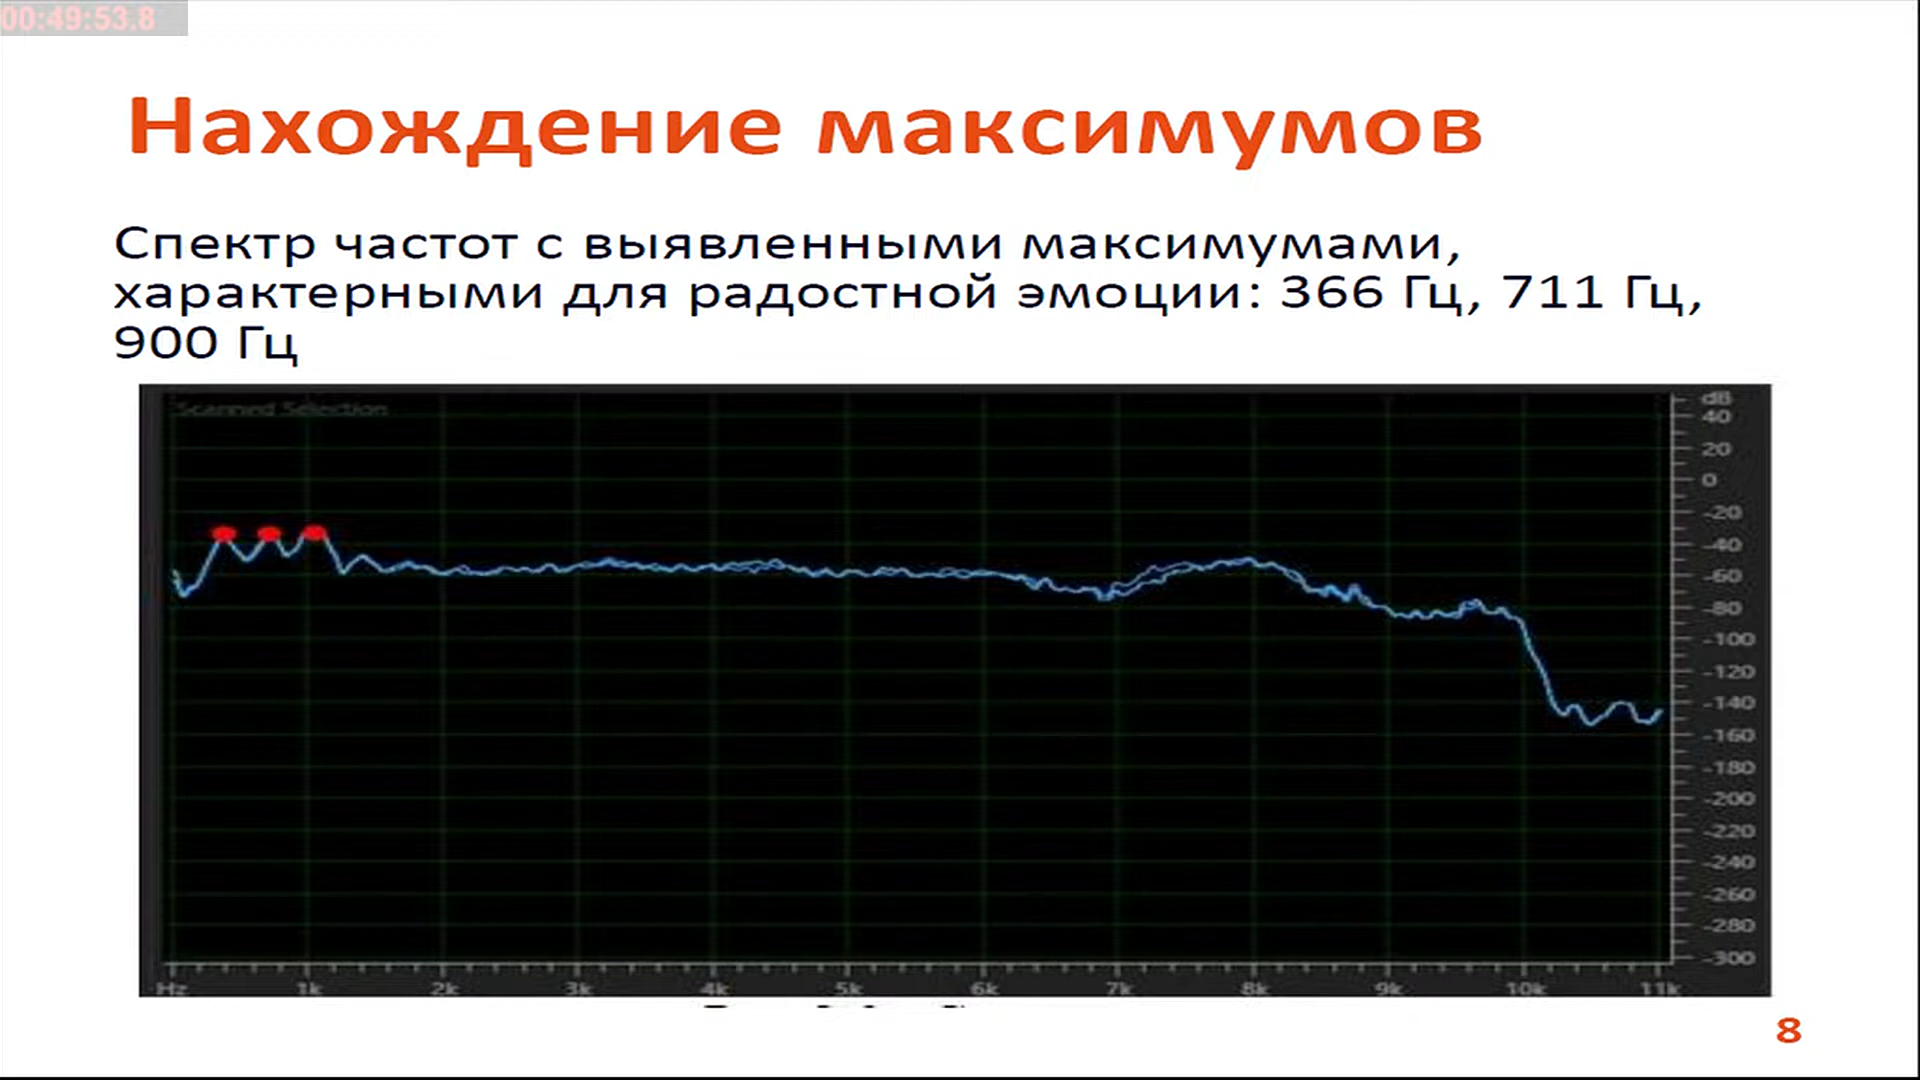 00:49:53.8
Нахождение максимумов
Спектр частот с выявленными максимумами,
характерными для радостной эмоции: 366 Гц, 711 Гц,
900 Гц
Scanned Selection
dB
40
20
0
-20
-40
-60
-80
-100
-120
-140
-160
-180
-200
-220
-240
-260
-280
-300
Hz 1k 2k 3k 4k 5k 6k 7k 8k 9k 10k 11k
8